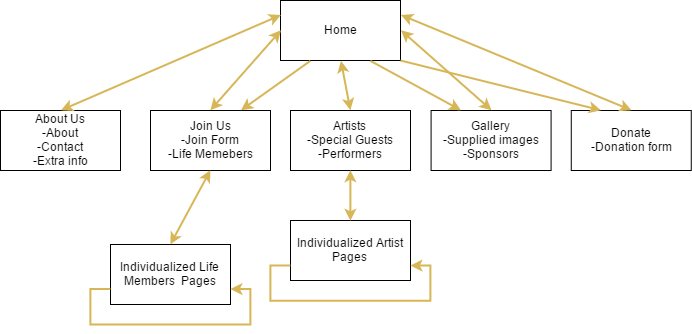 Home
About Us
-About
-Contact
-Extra info
Join Us
-Join Form
-Life Memebers
Artists
-Special Guests
-Performers
Gallery
-Supplied images
-Sponsors
Donate
-Donation form
Individualized Life
Members Pages
Individualized Artist
Pages